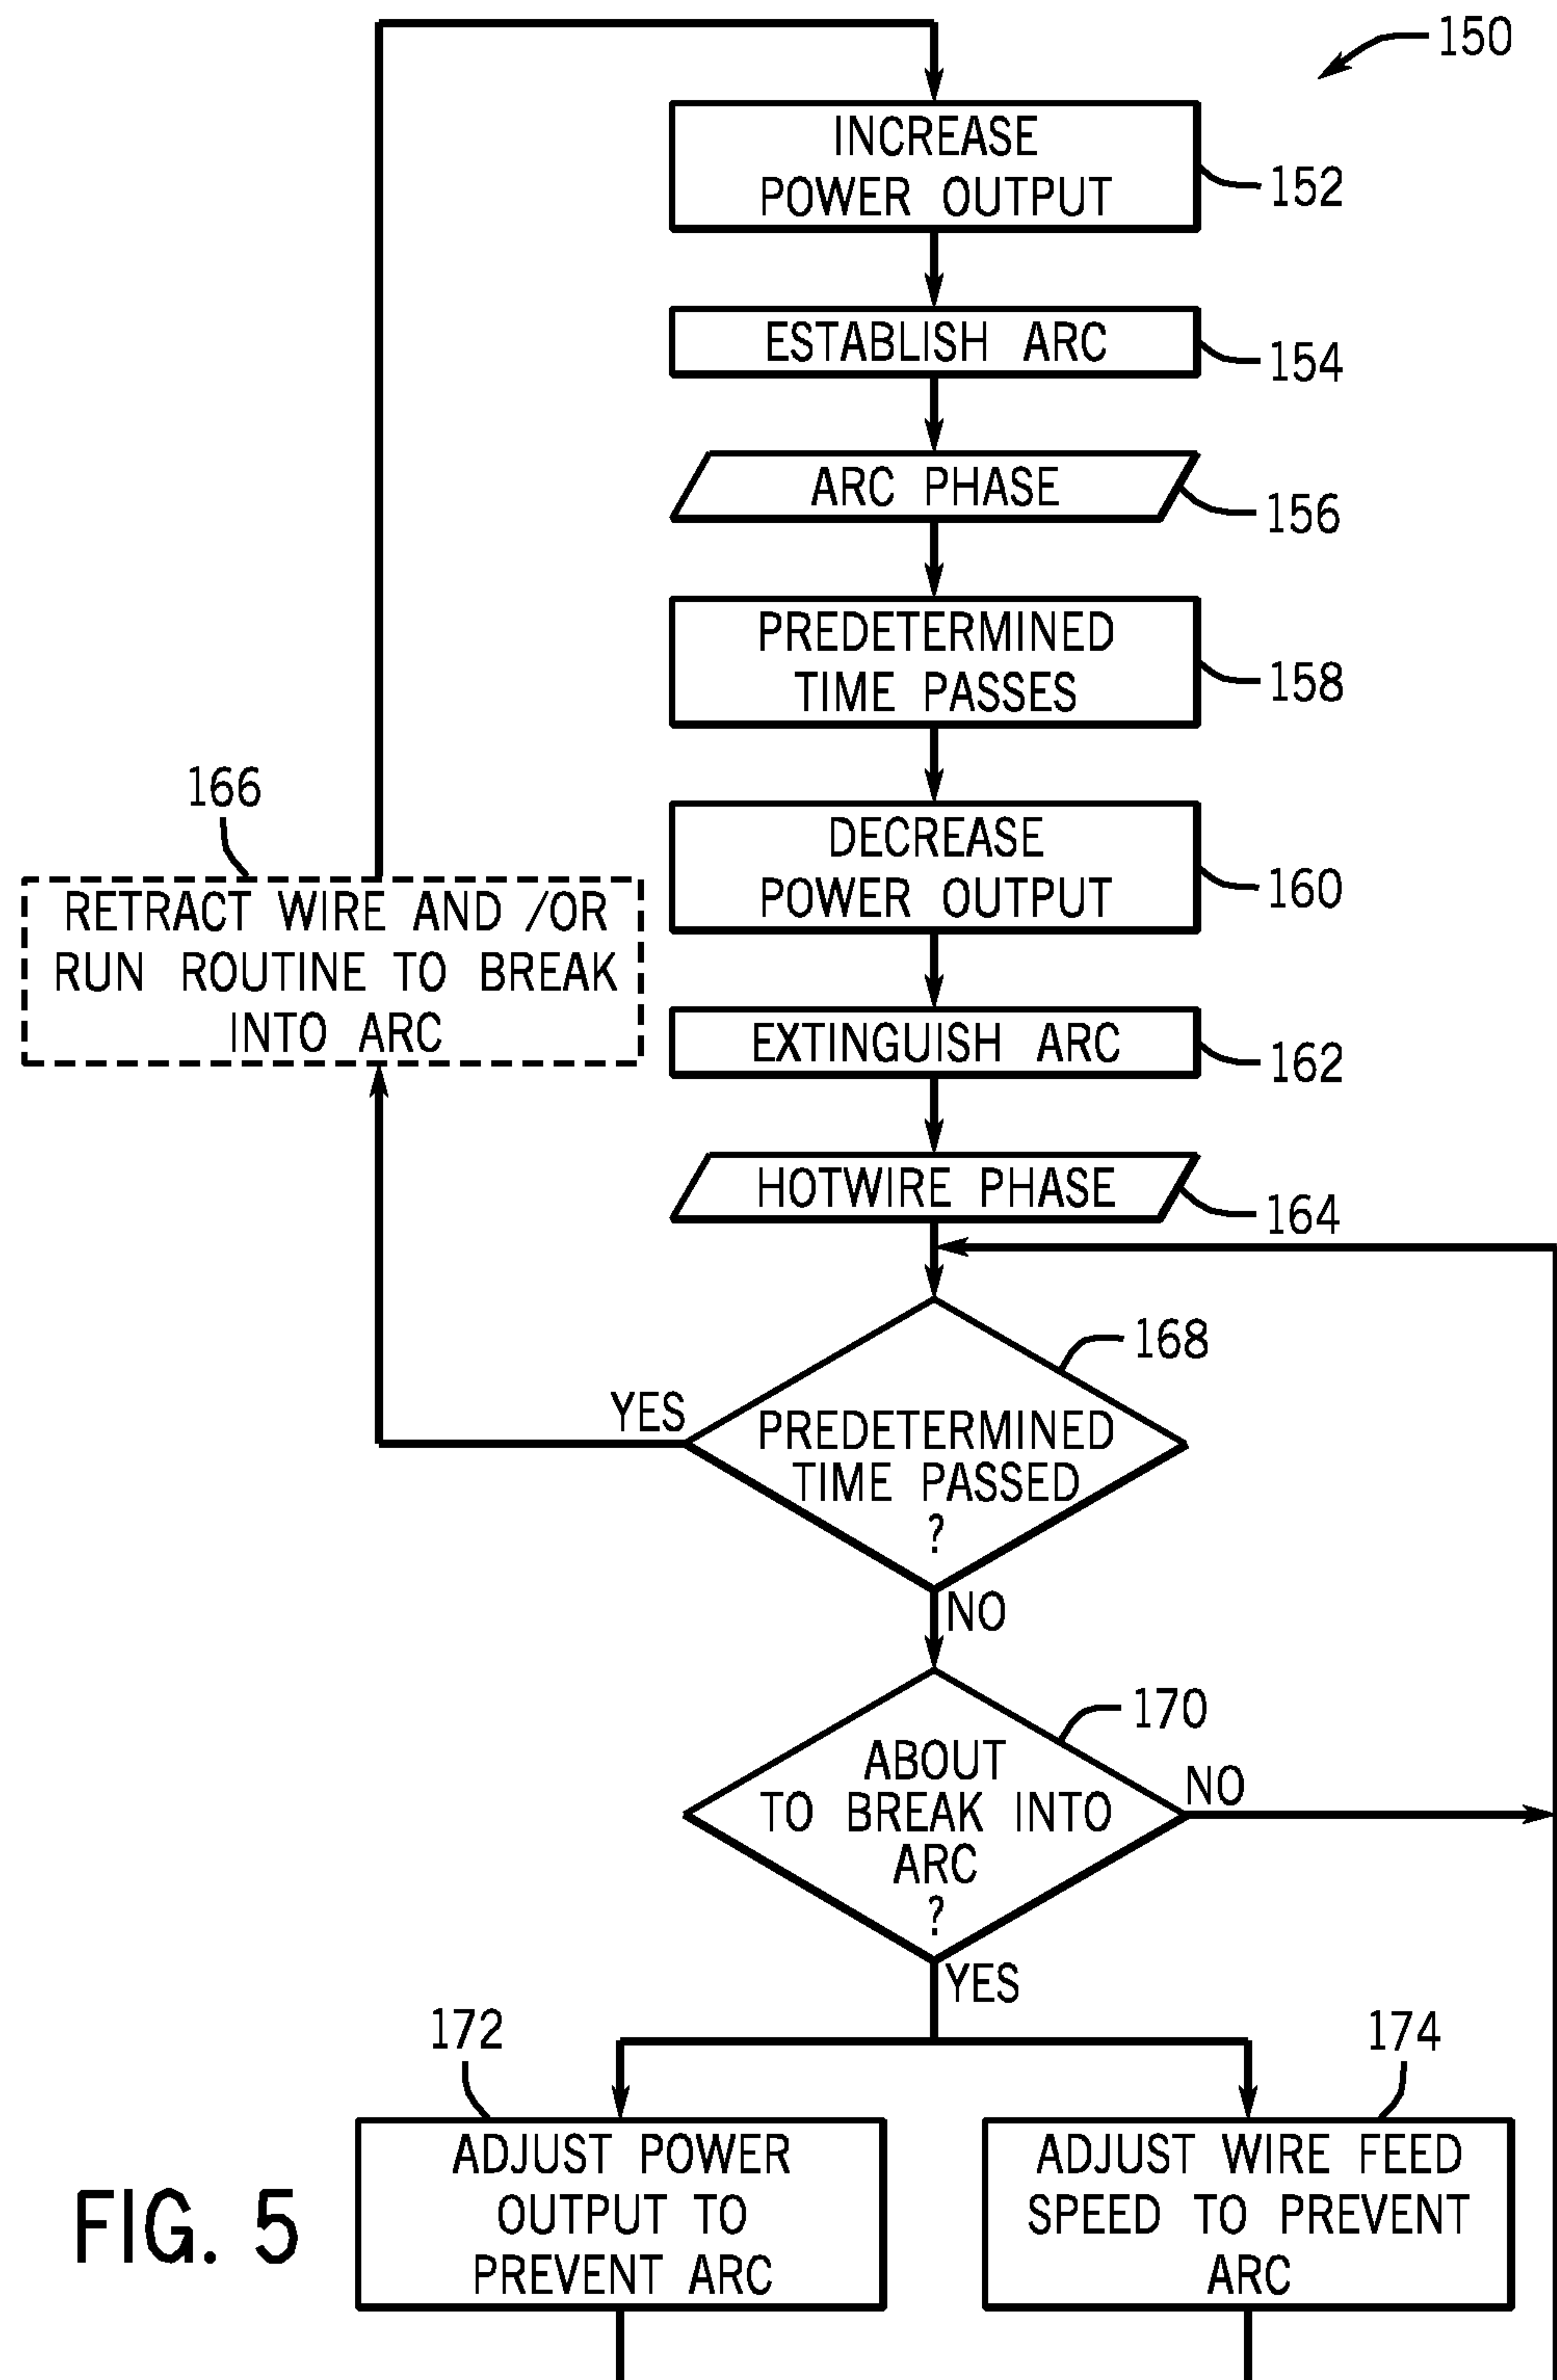 150
INCREASE
POWER OUTPUT
152
ESTABLISH ARC
154
ARC PHASE
156
PREDETERMINED
TIME PASSES
158
166
RETRACT WIRE AND /OR
RUN ROUTINE TO BREAK
INTO ARC
DECREASE
POWER OUTPUT
160
EXTINGUISH ARC
162
HOTWIRE PHASE
164
168
YES
PREDETERMINED
TIME PASSED
?
NO
170
ABOUT
TO BREAK INTO
ARC
?
NO
YES
172
174
ADJUST POWER
OUTPUT TO
PREVENT ARC
ADJUST WIRE FEED
SPEED TO PREVENT
ARC
FIG. 5